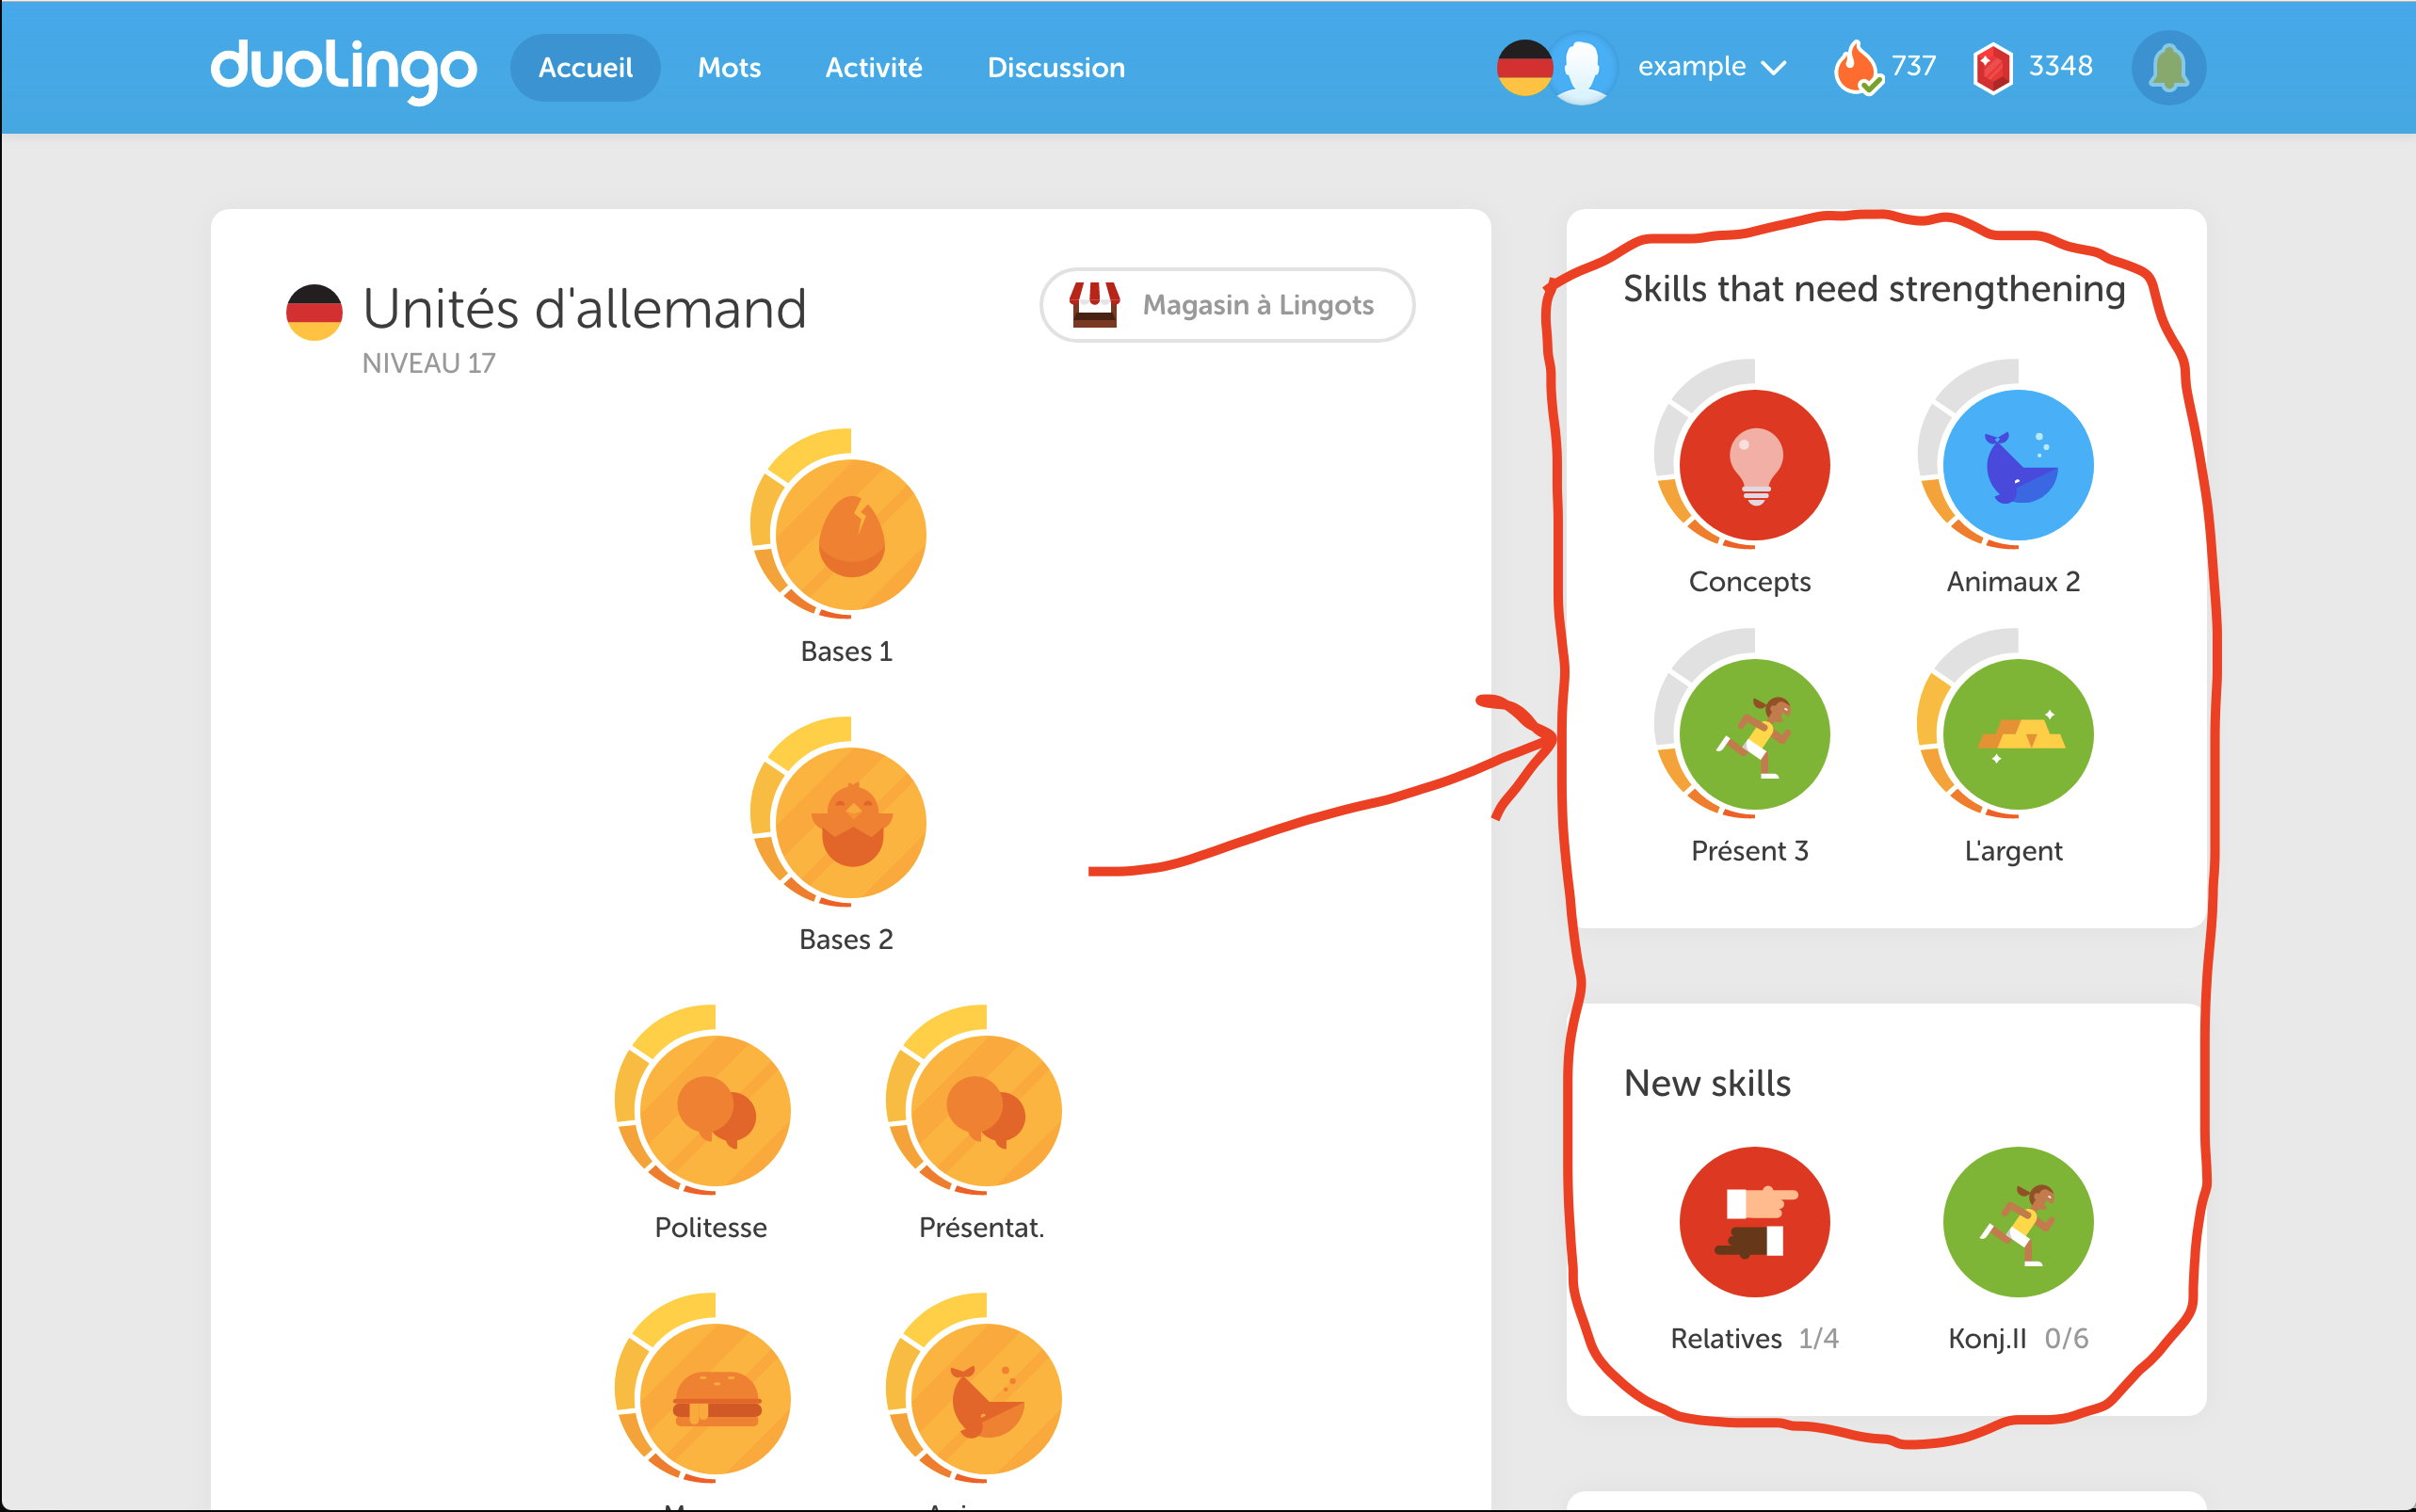 duolingo
Accueil
Mots
Activité
Discussion
example
737
3348
Unités d'allemand
NIVEAU 17
Magasin à Lingots
Bases 1
Bases 2
Politesse
Présentat.
Skills that need strengthening
Concepts
Animaux 2
Présent 3
L'argent
New skills
Relatives 1/4
Konj.II 0/6